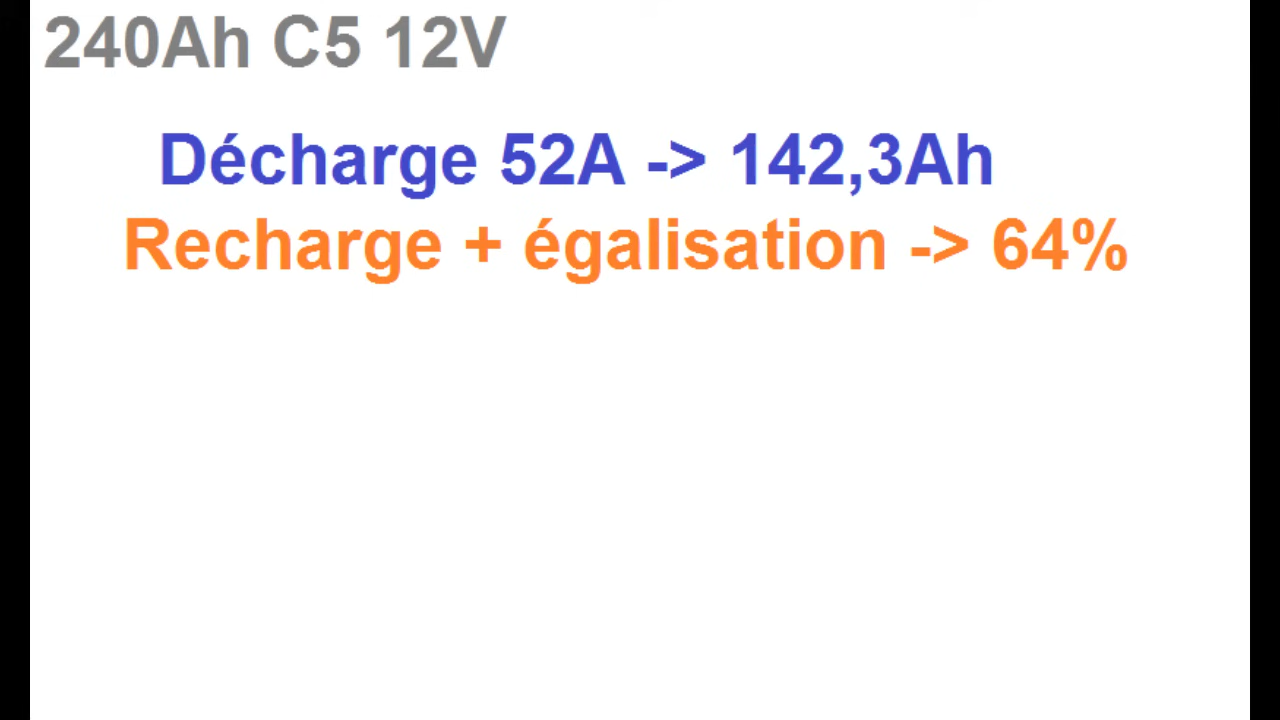 240Ah C5 12V
Décharge 52A -> 142,3Ah
Recharge + égalisation -> 64%